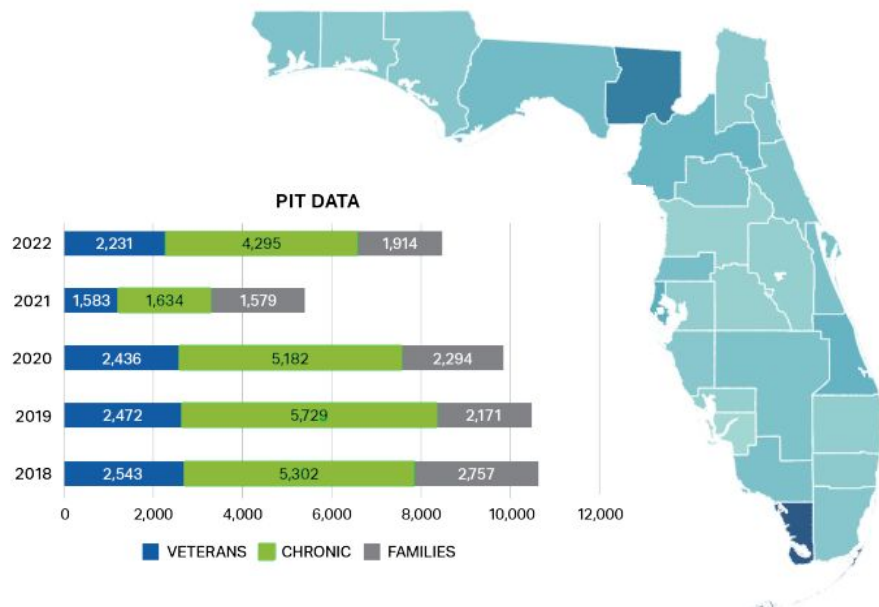 PIT DATA
2022 2,231 4,295 1,914
2021 1,583 1,634 1,579
2020 2,436 5,182 2,294
2019 2,472 5,729 2,171
2018 2,543 5,302 2,757
0 2,000 4,000 6,000 8,000 10,000 12,000
VETERANS CHRONIC FAMILIES